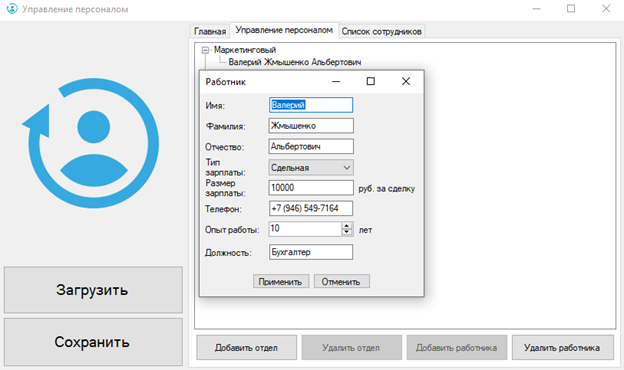 Управление персоналом
Главная Управление персоналом Список сотрудников
Маркетинговый
Валерий Жмышенко Альбертович
Работник
Имя: Валерий
Фамилия: Жмышенко
Отчество: Альбертович
Тип
зарплаты: Сдельная
Размер
зарплаты: 10000 руб. за сделку
Телефон: +7 (946) 549-7164
Опыт работы: 10 лет
Должность: Бухгалтер
Применить Отменить
Загрузить
Сохранить
Добавить отдел Удалить отдел Добавить работника Удалить работника